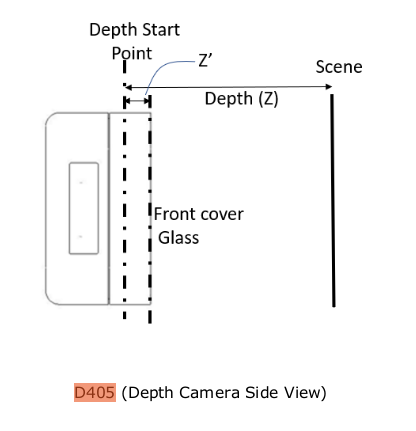 Depth Start
Point
Z’
Scene
Depth (Z)
Front cover
Glass
D405 (Depth Camera Side View)